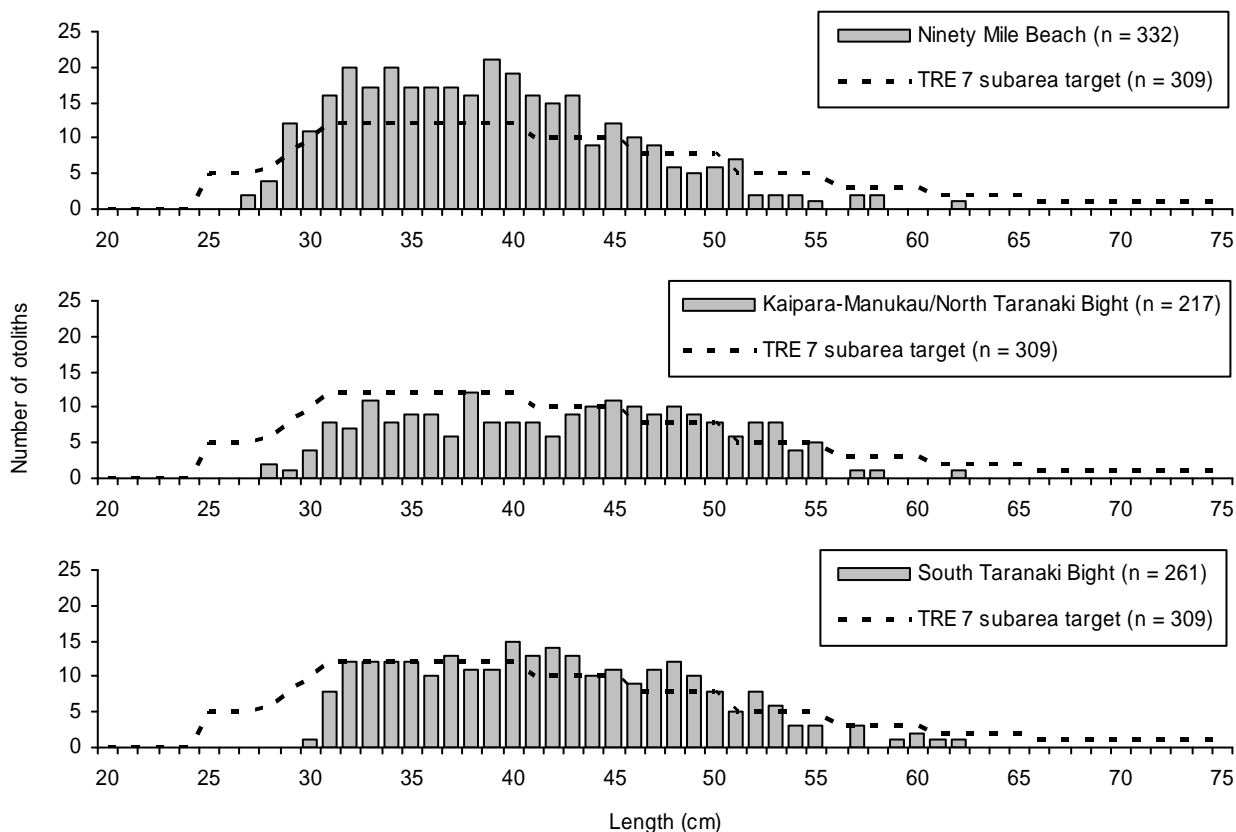 25
20
15
10
5
0
Ninety Mile Beach (n = 332)
TRE 7 subarea target (n = 309)
20 25 30 35 40 45 50 55 60 65 70 75
25
20
15
10
5
0
Kaipara-Manukau/North Taranaki Bight (n = 217)
TRE 7 subarea target (n = 309)
20 25 30 35 40 45 50 55 60 65 70 75
Number of otoliths
25
20
15
10
5
0
South Taranaki Bight (n = 261)
TRE 7 subarea target (n = 309)
20 25 30 35 40 45 50 55 60 65 70 75
Length (cm)